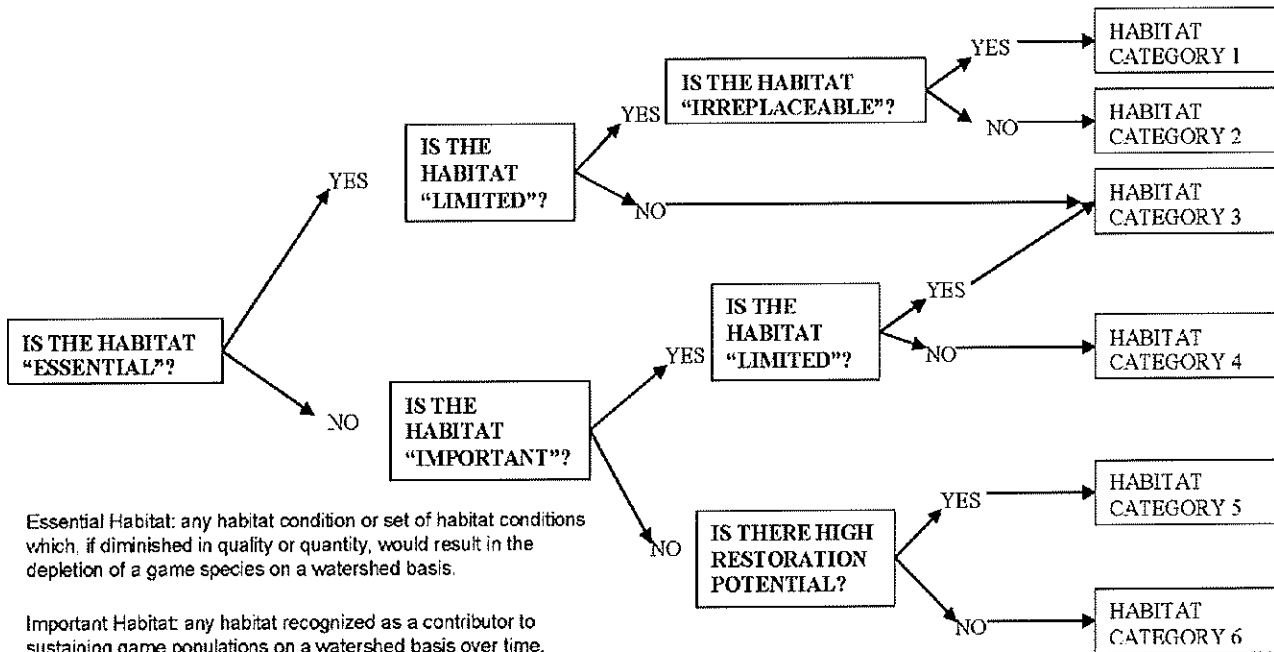 YES
HABITAT
CATEGORY 1
IS THE HABITAT
“IRREPLACEABLE”?
YES
NO
HABITAT
CATEGORY 2
IS THE
HABITAT
“LIMITED”?
YES
NO
HABITAT
CATEGORY 3
IS THE HABITAT
“ESSENTIAL”?
YES
NO
IS THE
HABITAT
“LIMITED”?
YES
NO
HABITAT
CATEGORY 4
IS THE
HABITAT
“IMPORTANT”?
YES
NO
IS THERE HIGH
RESTORATION
POTENTIAL?
YES
HABITAT
CATEGORY 5
NO
HABITAT
CATEGORY 6
Essential Habitat: any habitat condition or set of habitat conditions
which, if diminished in quality or quantity, would result in the
depletion of a game species on a watershed basis.
Important Habitat: any habitat recognized as a contributor to
sustaining game populations on a watershed basis over time.